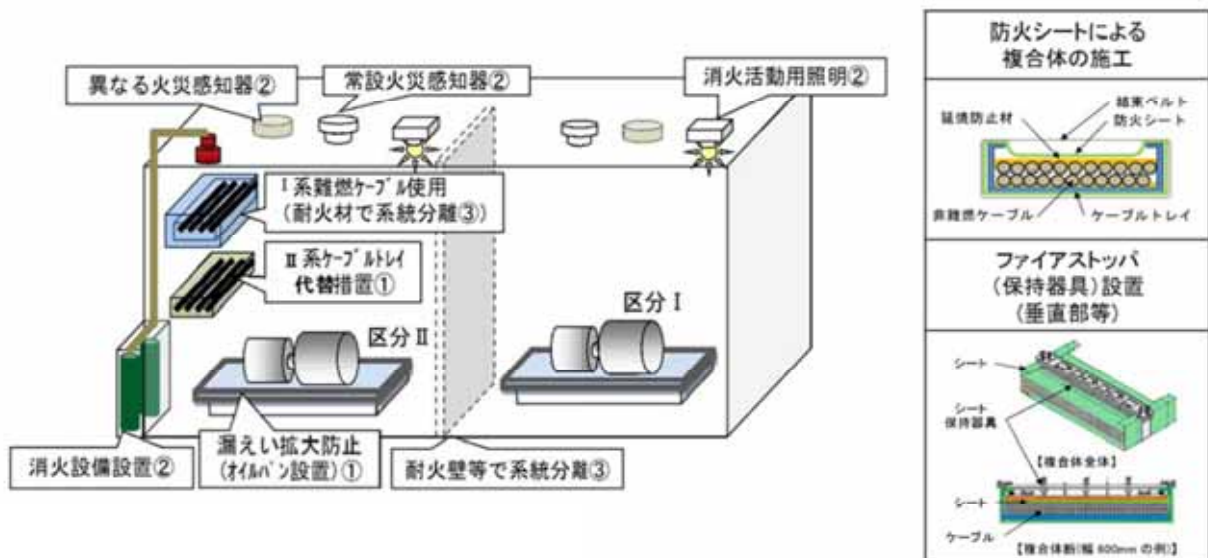 異なる火災感知器②
常設火災感知器②
消火活動用照明②
Ⅰ系難燃ケーブル使用
(耐火材で系統分離③)
Ⅱ系ケーブルトレイ
代替措置①
区分Ⅱ
区分Ⅰ
消火設備設置②
漏えい拡大防止
(オイルパン設置)①
耐火壁等で系統分離③
防火シートによる
複合体の施工
結束ベルト
延焼防止材
防火シート
非難燃ケーブル
ケーブルトレイ
ファイアストッパ
(保持器具)設置
(垂直部等)
シート
シート
保持器具
【複合体全体】
シート
ケーブル
【複合体断(幅600mmの例)】